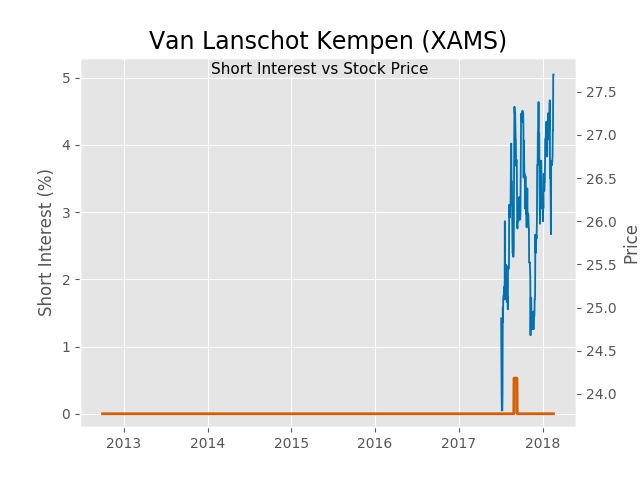 Van Lanschot Kempen (XAMS)
Short Interest vs Stock Price
Short Interest (%)
5
4
3
2
1
0
27.5
27.0
26.5
26.0
25.5
25.0
24.5
24.0
Price
2013 2014 2015 2016 2017 2018